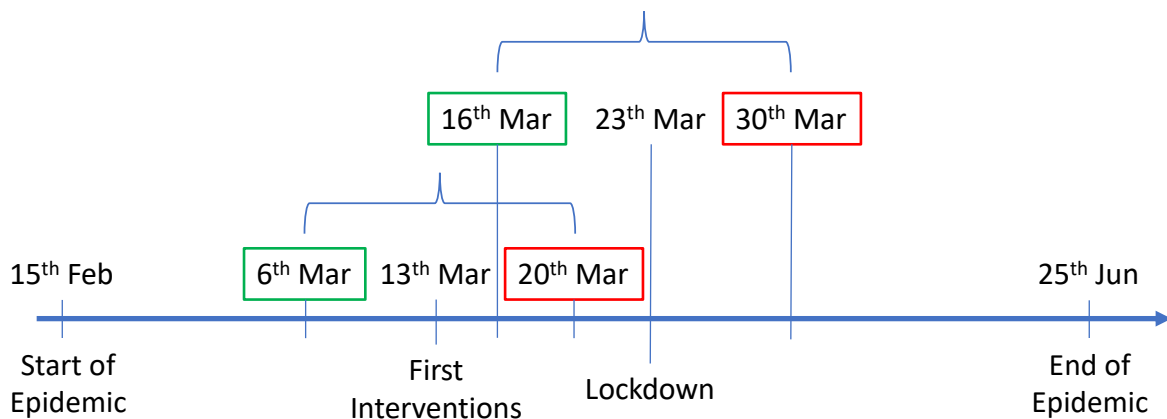 16th Mar 23rd Mar 30th Mar
15th Feb 6th Mar 13th Mar 20th Mar 25th Jun
Start of Epidemic
First Interventions
Lockdown
End of Epidemic